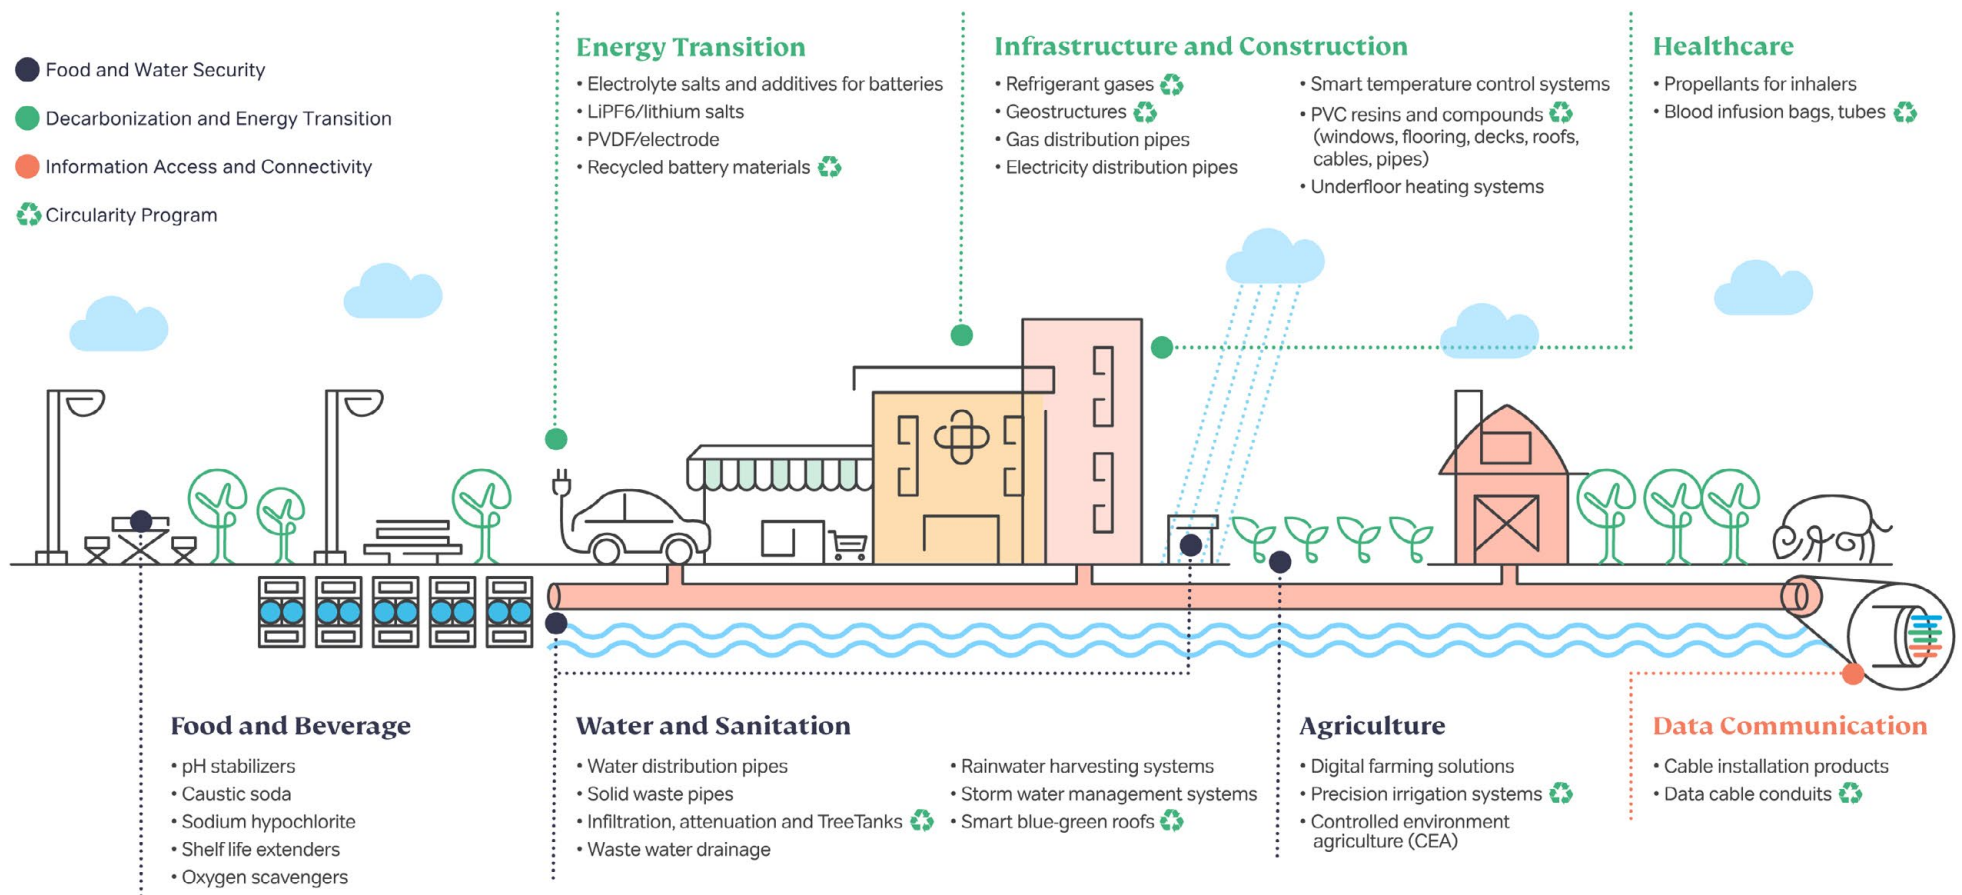 Food and Water Security
Decarbonization and Energy Transition
Information Access and Connectivity
Circularity Program
Energy Transition
• Electrolyte salts and additives for batteries
• LiPF6/lithium salts
• PVDF/electrode
• Recycled battery materials
Infrastructure and Construction
• Refrigerant gases
• Geostructures
• Gas distribution pipes
• Electricity distribution pipes
• Smart temperature control systems
• PVC resins and compounds
(windows, flooring, decks, roofs,
cables, pipes)
• Underfloor heating systems
Healthcare
• Propellants for inhalers
• Blood infusion bags, tubes
Food and Beverage
• pH stabilizers
• Caustic soda
• Sodium hypochlorite
• Shelf life extenders
• Oxygen scavengers
Water and Sanitation
• Water distribution pipes
• Solid waste pipes
• Infiltration, attenuation and TreeTanks
• Waste water drainage
• Rainwater harvesting systems
• Storm water management systems
• Smart blue-green roofs
Agriculture
• Digital farming solutions
• Precision irrigation systems
• Controlled environment
agriculture (CEA)
Data Communication
• Cable installation products
• Data cable conduits